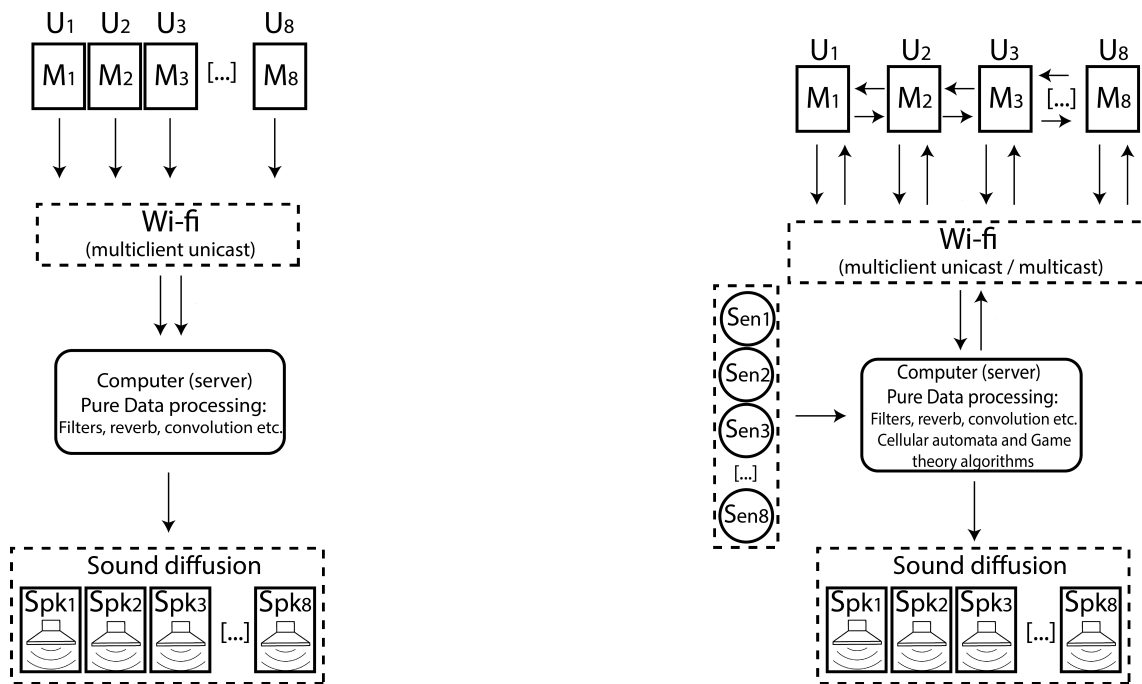 U1 U2 U3 U8
M1 M2 M3 [...] M8
Wi-fi
(multiclient unicast)
Computer (server)
Pure Data processing:
Filters, reverb, convolution etc.
Sound diffusion
Spk1 Spk2 Spk3 [...] Spk8
U1 U2 U3 U8
M1 M2 M3 [...] M8
Wi-fi
(multiclient unicast / multicast)
Sen1
Sen2
Sen3
[...]
Sen8
Computer (server)
Pure Data processing:
Filters, reverb, convolution etc.
Cellular automata and Game
theory algorithms
Sound diffusion
Spk1 Spk2 Spk3 [...] Spk8